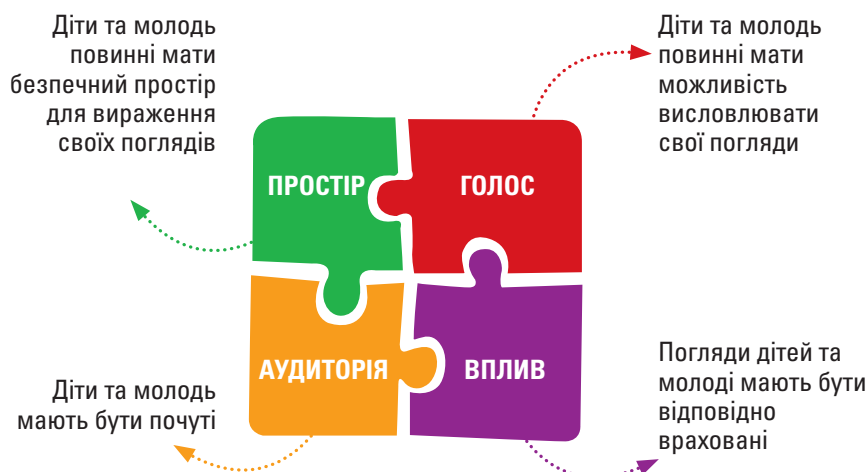 Діти та молодь
повинні мати
безпечний простір
для вираження
своїх поглядів
Діти та молодь
повинні мати
можливість
висловлювати
свої погляди
ПРОСТІР
ГОЛОС
АУДИТОРІЯ
ВПЛИВ
Діти та молодь
мають бути почуті
Погляди дітей та
молоді мають бути
відповідно
враховані